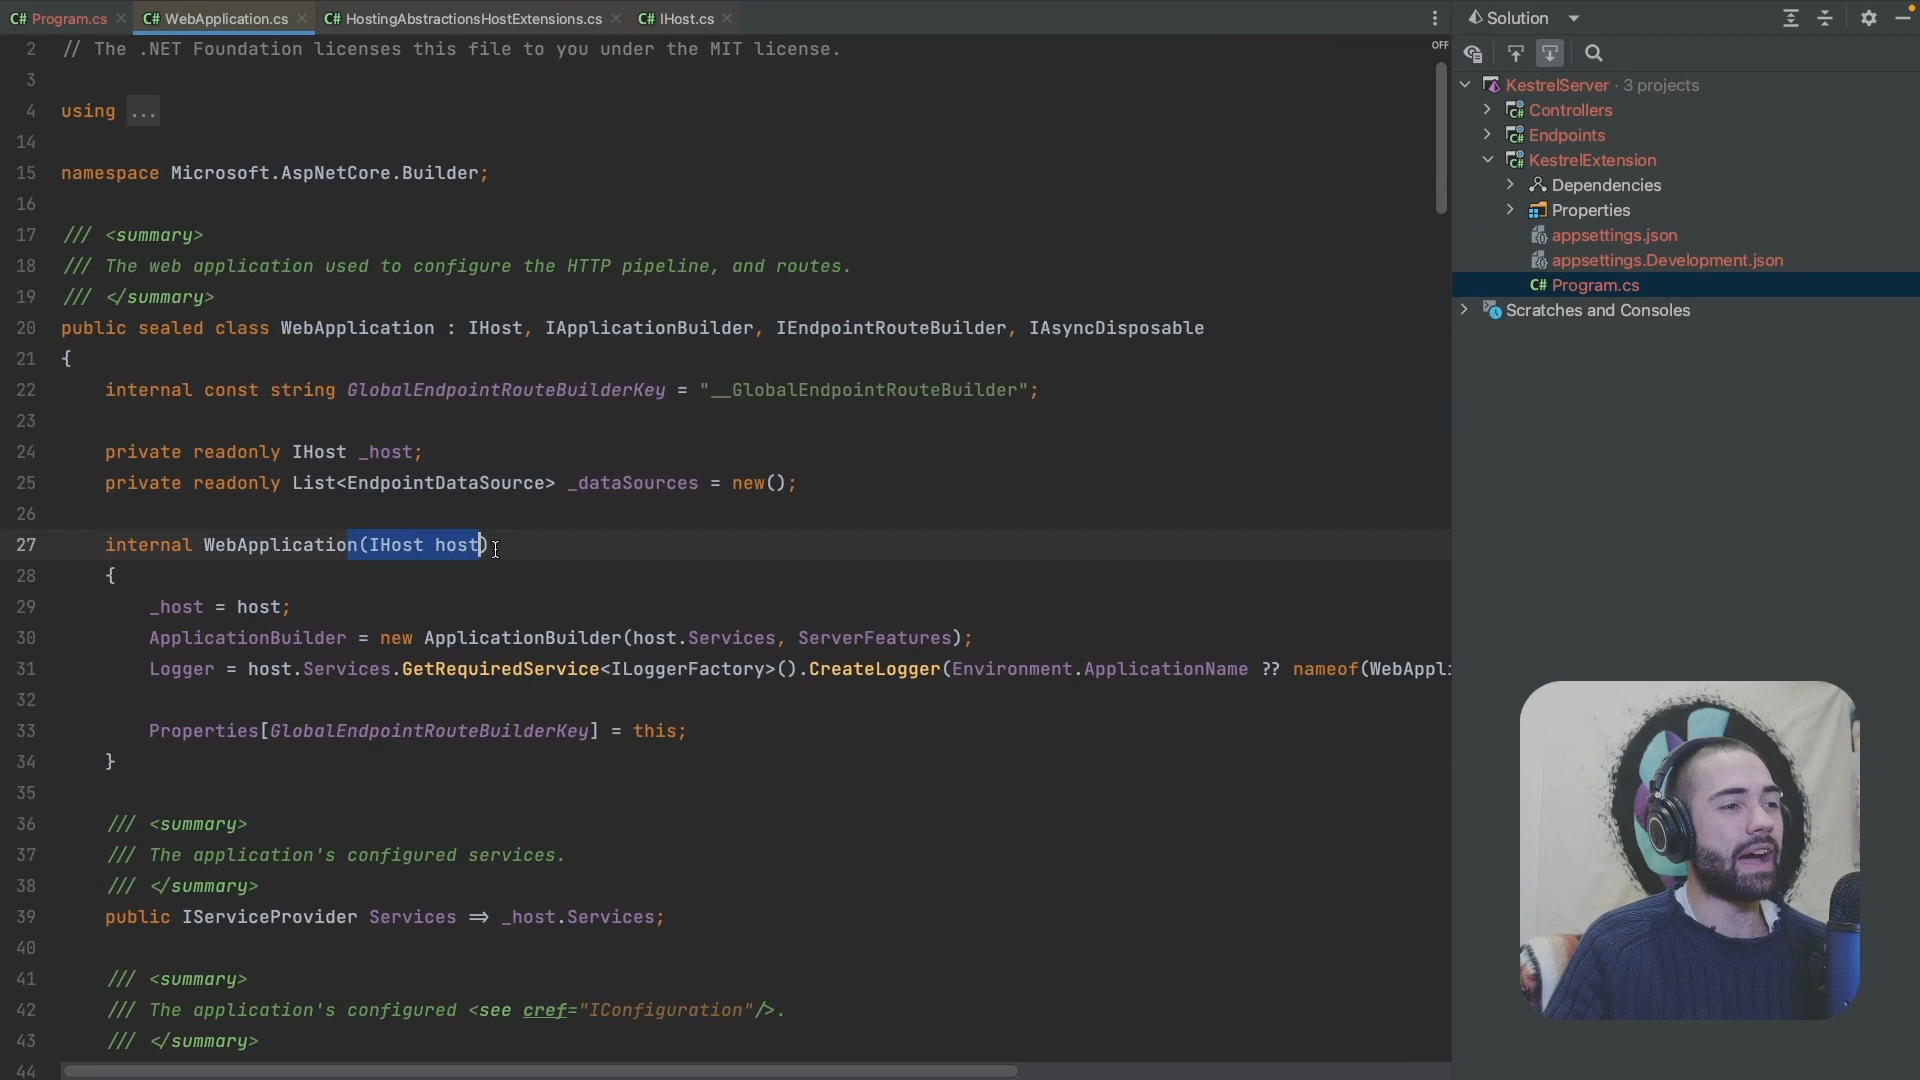 C# Program.cs
C# WebApplication.cs
C# HostingAbstractionsHostExtensions.cs
C# IHost.cs
Solution
OFF
2 // The .NET Foundation licenses this file to you under the MIT license.
3
4 using ...
14
15 namespace Microsoft.AspNetCore.Builder;
16
17 /// <summary>
18 /// The web application used to configure the HTTP pipeline, and routes.
19 /// </summary>
20 public sealed class WebApplication : IHost, IApplicationBuilder, IEndpointRouteBuilder, IAsyncDisposable
21 {
22 internal const string GlobalEndpointRouteBuilderKey = "__GlobalEndpointRouteBuilder";
23
24 private readonly IHost _host;
25 private readonly List<EndpointDataSource> _dataSources = new();
26
27 internal WebApplication(IHost host)
28 {
29 _host = host;
30 ApplicationBuilder = new ApplicationBuilder(host.Services, ServerFeatures);
31 Logger = host.Services.GetRequiredService<ILoggerFactory>().CreateLogger(Environment.ApplicationName ?? nameof(WebAppli
32
33 Properties[GlobalEndpointRouteBuilderKey] = this;
34 }
35
36 /// <summary>
37 /// The application's configured services.
38 /// </summary>
39 public IServiceProvider Services => _host.Services;
40
41 /// <summary>
42 /// The application's configured <see cref="IConfiguration"/>.
43 /// </summary>
44
KestrelServer · 3 projects
C# Controllers
C# Endpoints
C# KestrelExtension
Dependencies
Properties
appsettings.json
appsettings.Development.json
C# Program.cs
Scratches and Consoles